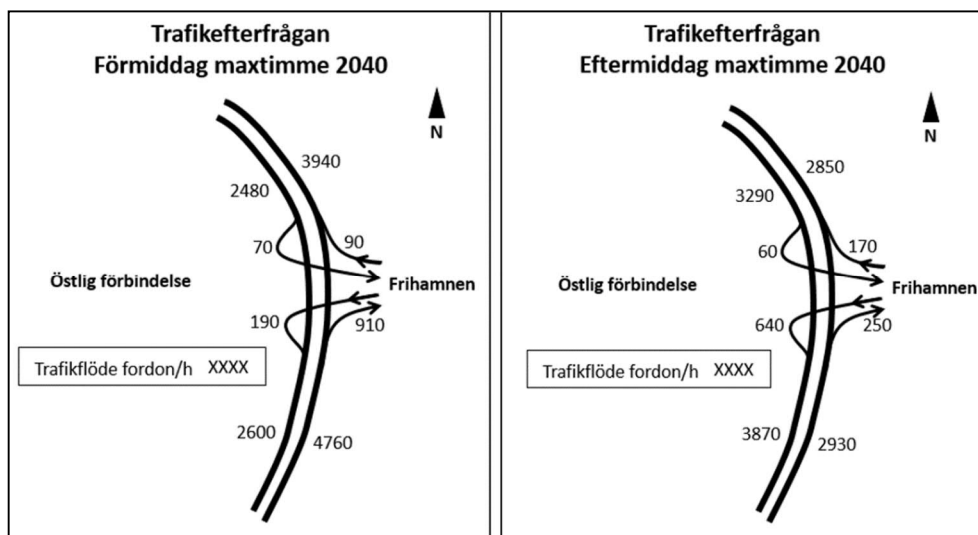 Trafikefterfrågan
Förmiddag maxtimme 2040
N
3940
2480
70
90
Östlig förbindelse
Frihamnen
190
910
Trafikflöde fordon/h XXXX
2600
4760
Trafikefterfrågan
Eftermiddag maxtimme 2040
N
2850
3290
60
170
Östlig förbindelse
Frihamnen
640
250
Trafikflöde fordon/h XXXX
3870
2930